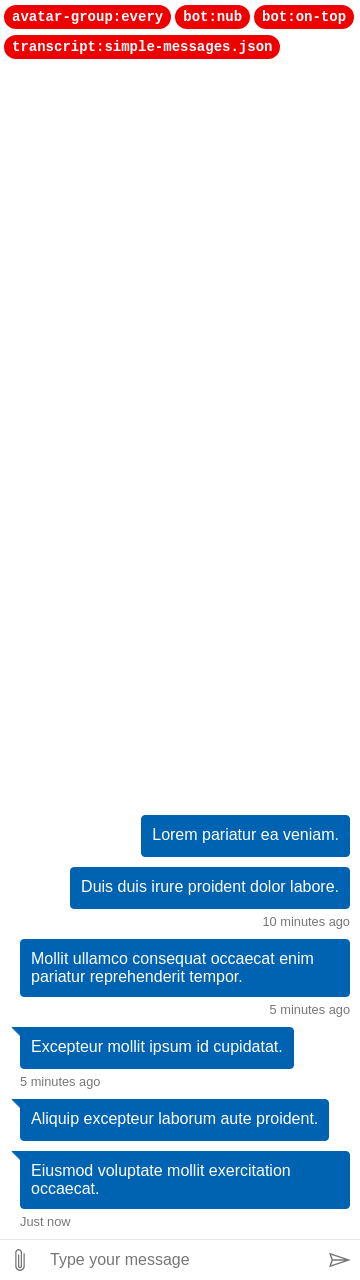 avatar-group:every bot:nub bot:on-top
transcript:simple-messages.json
Lorem pariatur ea veniam.
Duis duis irure proident dolor labore.
10 minutes ago
Mollit ullamco consequat occaecat enim
pariatur reprehenderit tempor.
5 minutes ago
Excepteur mollit ipsum id cupidatat.
5 minutes ago
Aliquip excepteur laborum aute proident.
Eiusmod voluptate mollit exercitation
occaecat.
Just now
Type your message